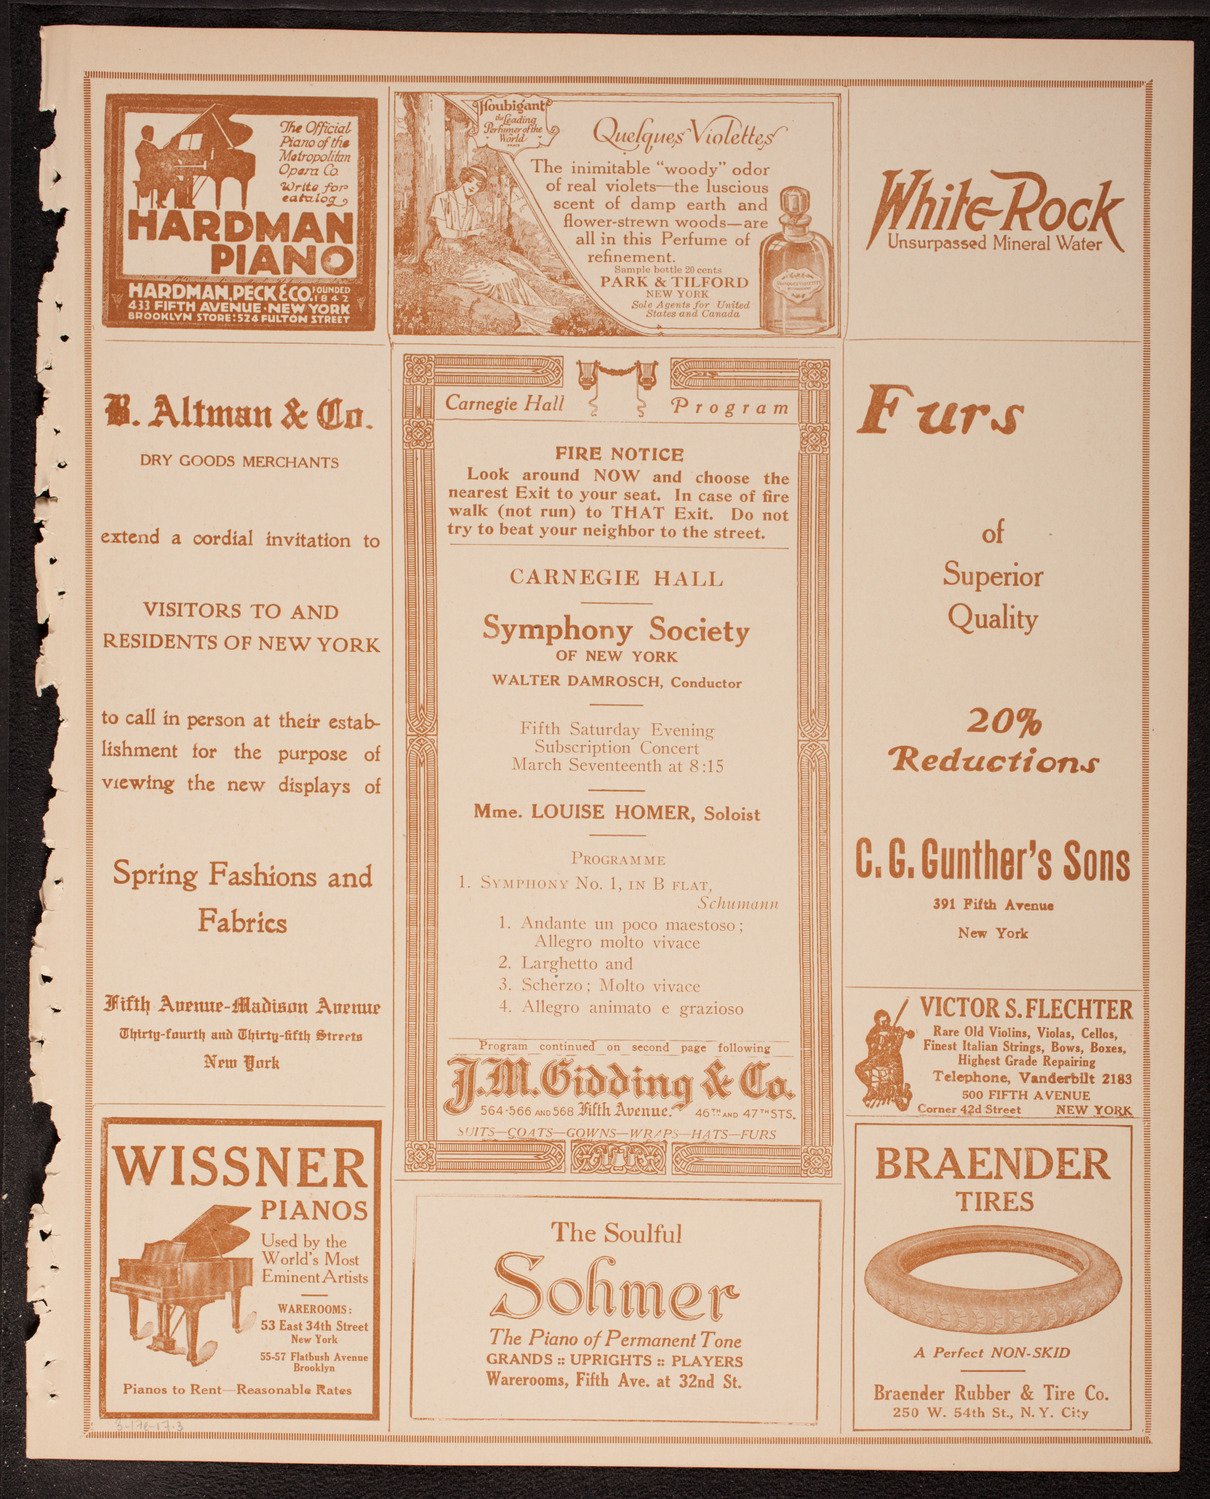 The Official
Piano of the
Metropolitan
Opera Co.
Write for
catalog
HARDMAN
PIANO
HARDMAN, PECK & CO. FOUNDED 1842
433 FIFTH AVENUE · NEW YORK
BROOKLYN STORE: 524 FULTON STREET
Houbigant
the Leading
Perfumer of the
World
Quelques Violettes
The inimitable "woody" odor
of real violets—the luscious
scent of damp earth and
flower-strewn woods—are
all in this Perfume of
refinement.
Sample bottle 20 cents
PARK & TILFORD
NEW YORK
Sole Agents for United
States and Canada
White-Rock
Unsurpassed Mineral Water
B. Altman & Co.
DRY GOODS MERCHANTS
extend a cordial invitation to
VISITORS TO AND
RESIDENTS OF NEW YORK
to call in person at their estab-
lishment for the purpose of
viewing the new displays of
Spring Fashions and
Fabrics
Fifth Avenue-Madison Avenue
Thirty-fourth and Thirty-fifth Streets
New York
Carnegie Hall Program
FIRE NOTICE
Look around NOW and choose the
nearest Exit to your seat. In case of fire
walk (not run) to THAT Exit. Do not
try to beat your neighbor to the street.
CARNEGIE HALL
Symphony Society
OF NEW YORK
WALTER DAMROSCH, Conductor
Fifth Saturday Evening
Subscription Concert
March Seventeenth at 8:15
Mme. LOUISE HOMER, Soloist
PROGRAMME
1. SYMPHONY No. 1, IN B FLAT,
Schumann
1. Andante un poco maestoso;
Allegro molto vivace
2. Larghetto and
3. Scherzo; Molto vivace
4. Allegro animato e grazioso
Program continued on second page following
J. M. Gidding & Co.
564-566 AND 568 Fifth Avenue. 46TH AND 47TH STS.
SUITS—COATS—GOWNS—WRAPS—HATS—FURS
Furs
of
Superior
Quality
20%
Reductions
C. G. Gunther's Sons
391 Fifth Avenue
New York
VICTOR S. FLECHTER
Rare Old Violins, Violas, Cellos,
Finest Italian Strings, Bows, Boxes,
Highest Grade Repairing
Telephone, Vanderbilt 2183
500 FIFTH AVENUE
Corner 42d Street NEW YORK
WISSNER
PIANOS
Used by the
World's Most
Eminent Artists
WAREROOMS:
53 East 34th Street
New York
55-57 Flatbush Avenue
Brooklyn
Pianos to Rent—Reasonable Rates
The Soulful
Sohmer
The Piano of Permanent Tone
GRANDS :: UPRIGHTS :: PLAYERS
Warerooms, Fifth Ave. at 32nd St.
BRAENDER
TIRES
A Perfect NON-SKID
Braender Rubber & Tire Co.
250 W. 54th St., N. Y. City